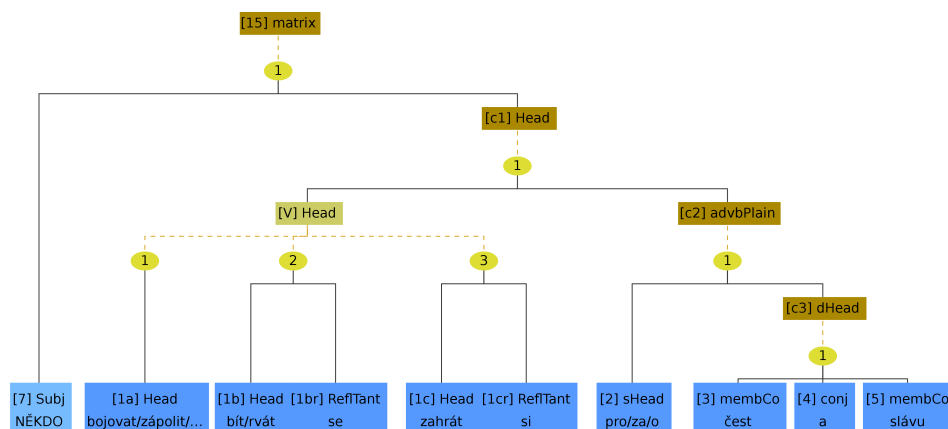 [15] matrix
1
[c1] Head
1
[V] Head [c2] advbPlain
1 2 3 1
[c3] dHead
1
[7] Subj [1a] Head [1b] Head [1br] ReflTant [1c] Head [1cr] ReflTant [2] sHead [3] membCo [4] conj [5] membCo
NĚKDO bojovat/zápolit/... bít/rvát se zahrát si pro/za/o čest a slávu